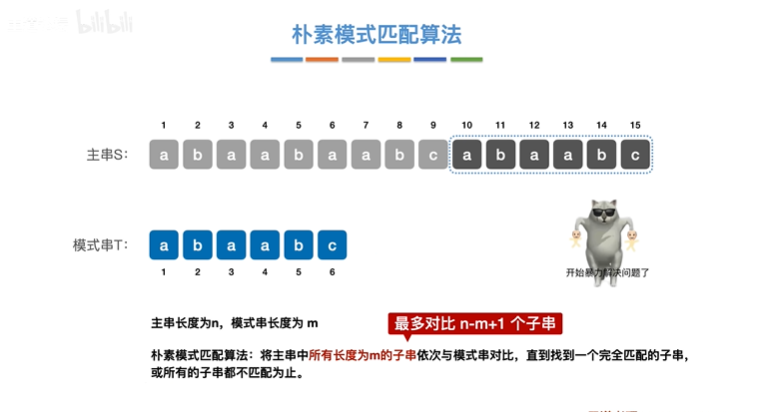 bilibili
朴素模式匹配算法
1 2 3 4 5 6 7 8 9 10 11 12 13 14 15
主串S： a b a a b a a b c a b a a b c
模式串T： a b a a b c
1 2 3 4 5 6
开始暴力解决问题了
主串长度为n，模式串长度为 m
最多对比 n-m+1 个子串
朴素模式匹配算法：将主串中所有长度为m的子串依次与模式串对比，直到找到一个完全匹配的子串，
或所有的子串都不匹配为止。